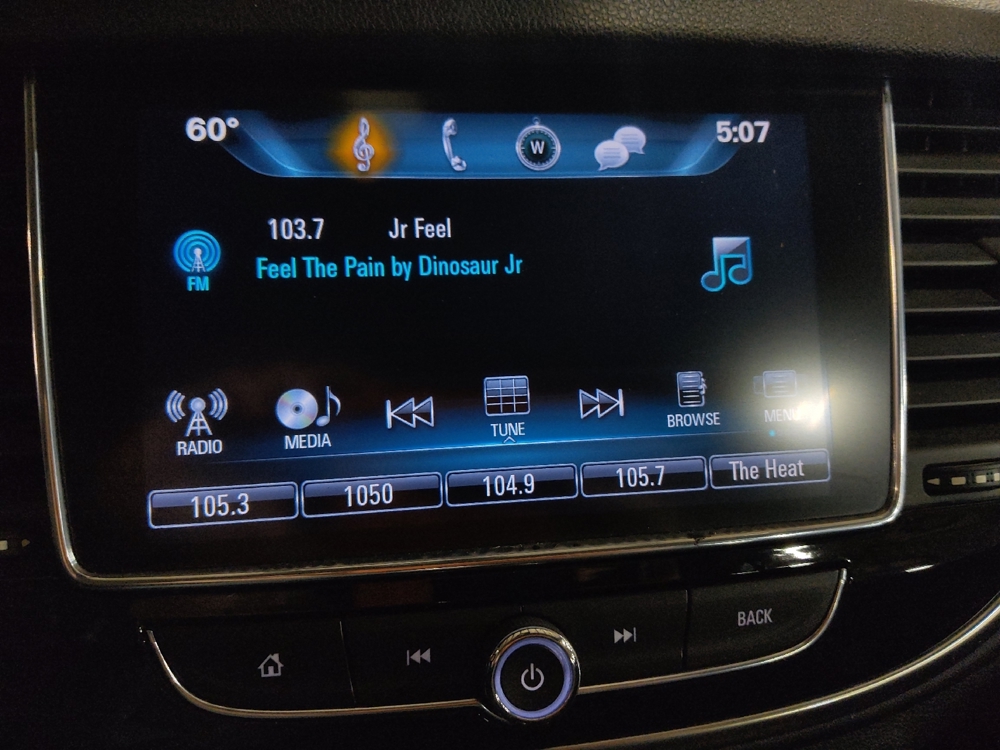 60° W 5:07
103.7 Jr Feel
FM Feel The Pain by Dinosaur Jr
RADIO MEDIA TUNE BROWSE MENU
105.3 1050 104.9 105.7 The Heat
BACK